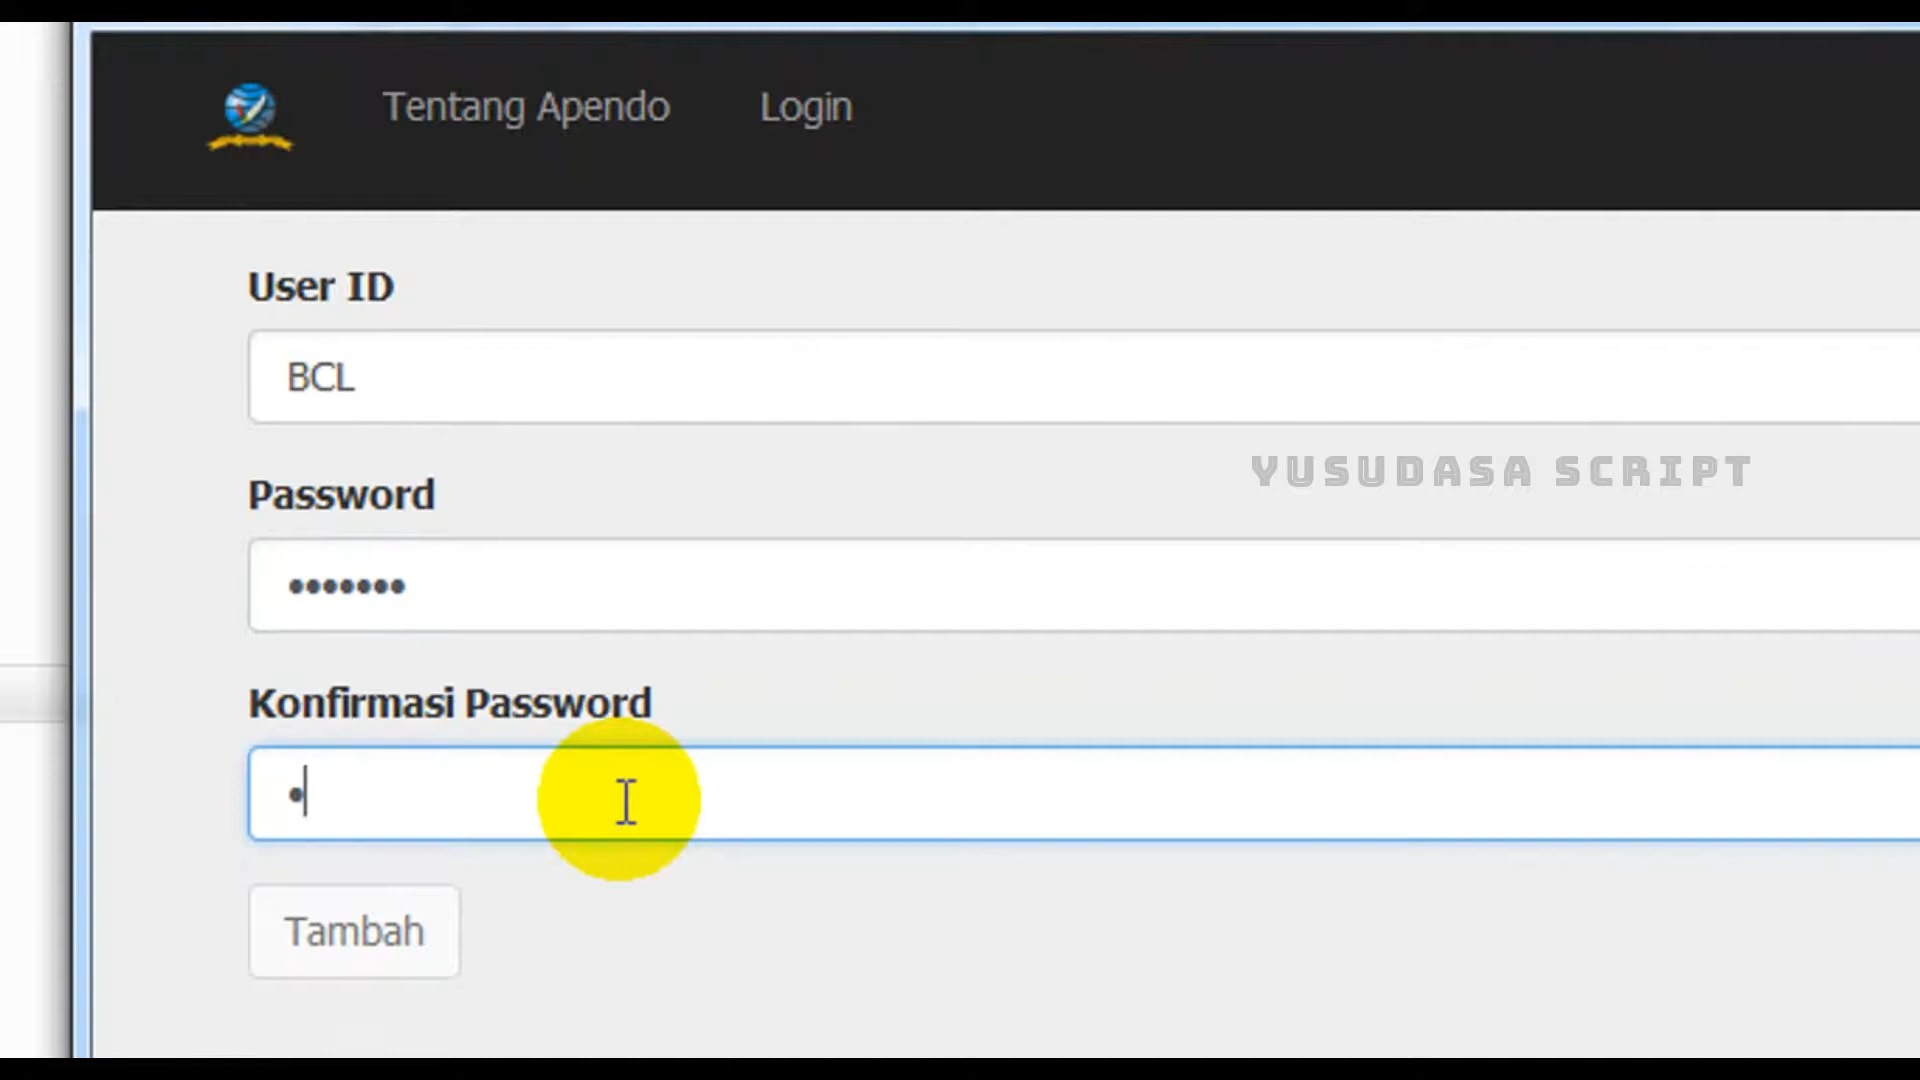 Tentang Apendo Login
User ID
BCL
YUSUDASA SCRIPT
Password
•••••••
Konfirmasi Password
•
Tambah